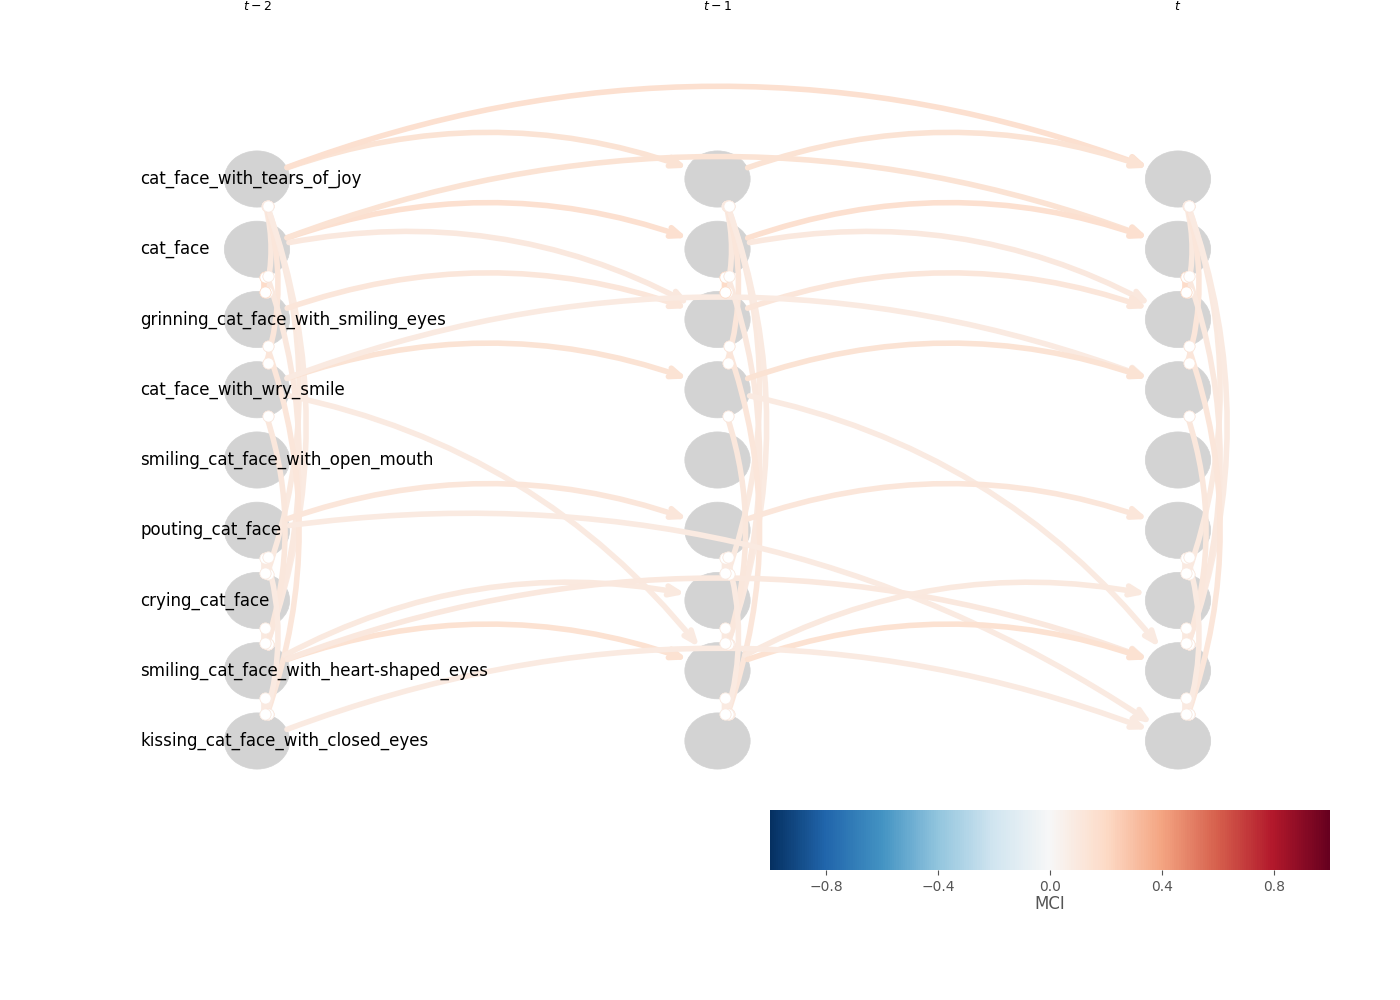 t − 2 t − 1 t
cat_face_with_tears_of_joy
cat_face
grinning_cat_face_with_smiling_eyes
cat_face_with_wry_smile
smiling_cat_face_with_open_mouth
pouting_cat_face
crying_cat_face
smiling_cat_face_with_heart-shaped_eyes
kissing_cat_face_with_closed_eyes
−0.8 −0.4 0.0 0.4 0.8
MCI